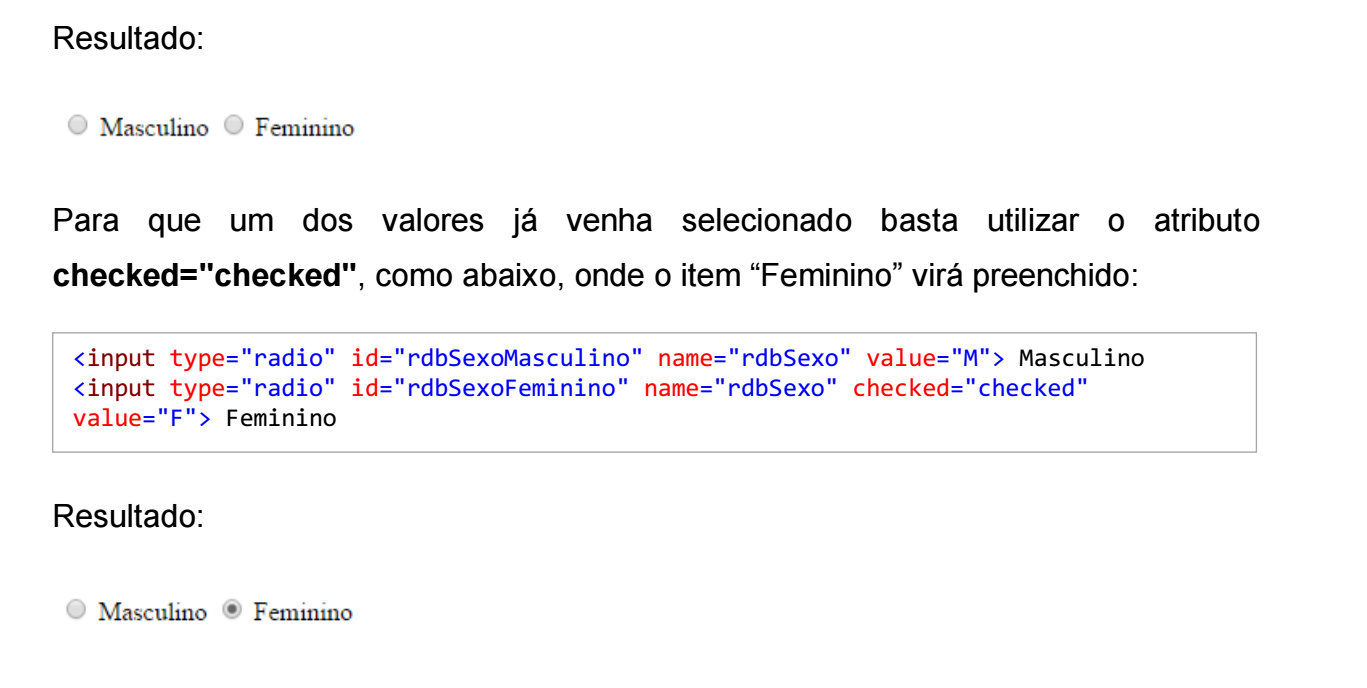 Resultado:
Masculino Feminino
Para que um dos valores já venha selecionado basta utilizar o atributo
checked="checked", como abaixo, onde o item “Feminino” virá preenchido:
<input type="radio" id="rdbSexoMasculino" name="rdbSexo" value="M"> Masculino
<input type="radio" id="rdbSexoFeminino" name="rdbSexo" checked="checked"
value="F"> Feminino
Resultado:
Masculino Feminino